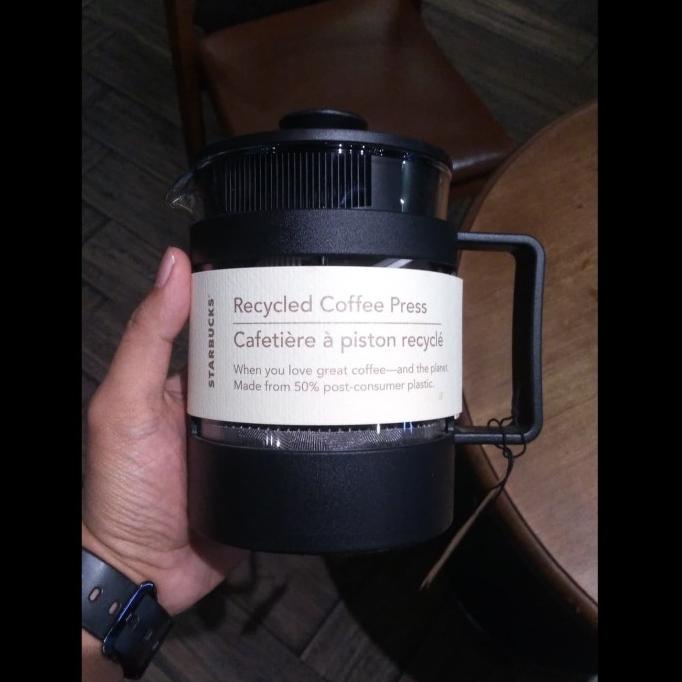 STARBUCKS
Recycled Coffee Press
Cafetière à piston recyclé
When you love great coffee—and the planet.
Made from 50% post-consumer plastic.